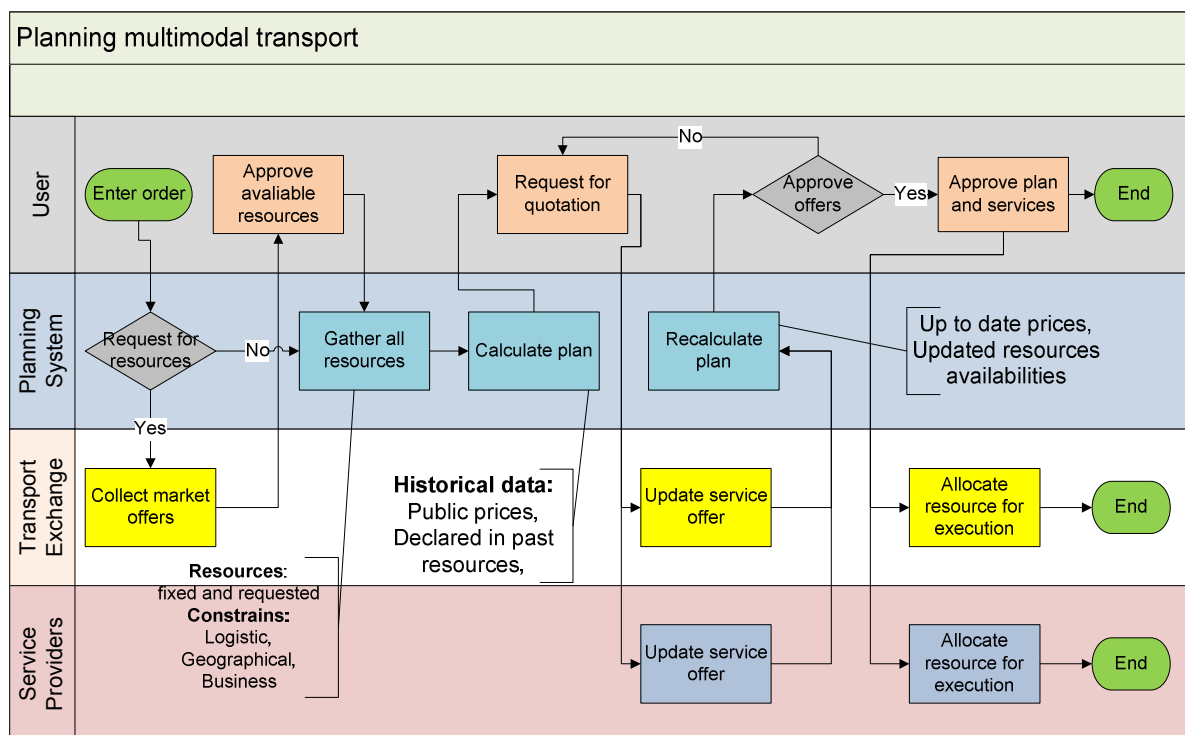 Planning multimodal transport
User
Enter order
Approve
avaliable
resources
Request for
quotation
No
Approve
offers
Yes
Approve plan
and services
End
Planning
System
Request for
resources
No
Yes
Gather all
resources
Calculate plan
Recalculate
plan
Up to date prices,
Updated resources
availabilities
Transport
Exchange
Collect market
offers
Historical data:
Public prices,
Declared in past
resources,
Update service
offer
Allocate
resource for
execution
End
Resources:
fixed and requested
Constrains:
Logistic,
Geographical,
Business
Service
Providers
Update service
offer
Allocate
resource for
execution
End